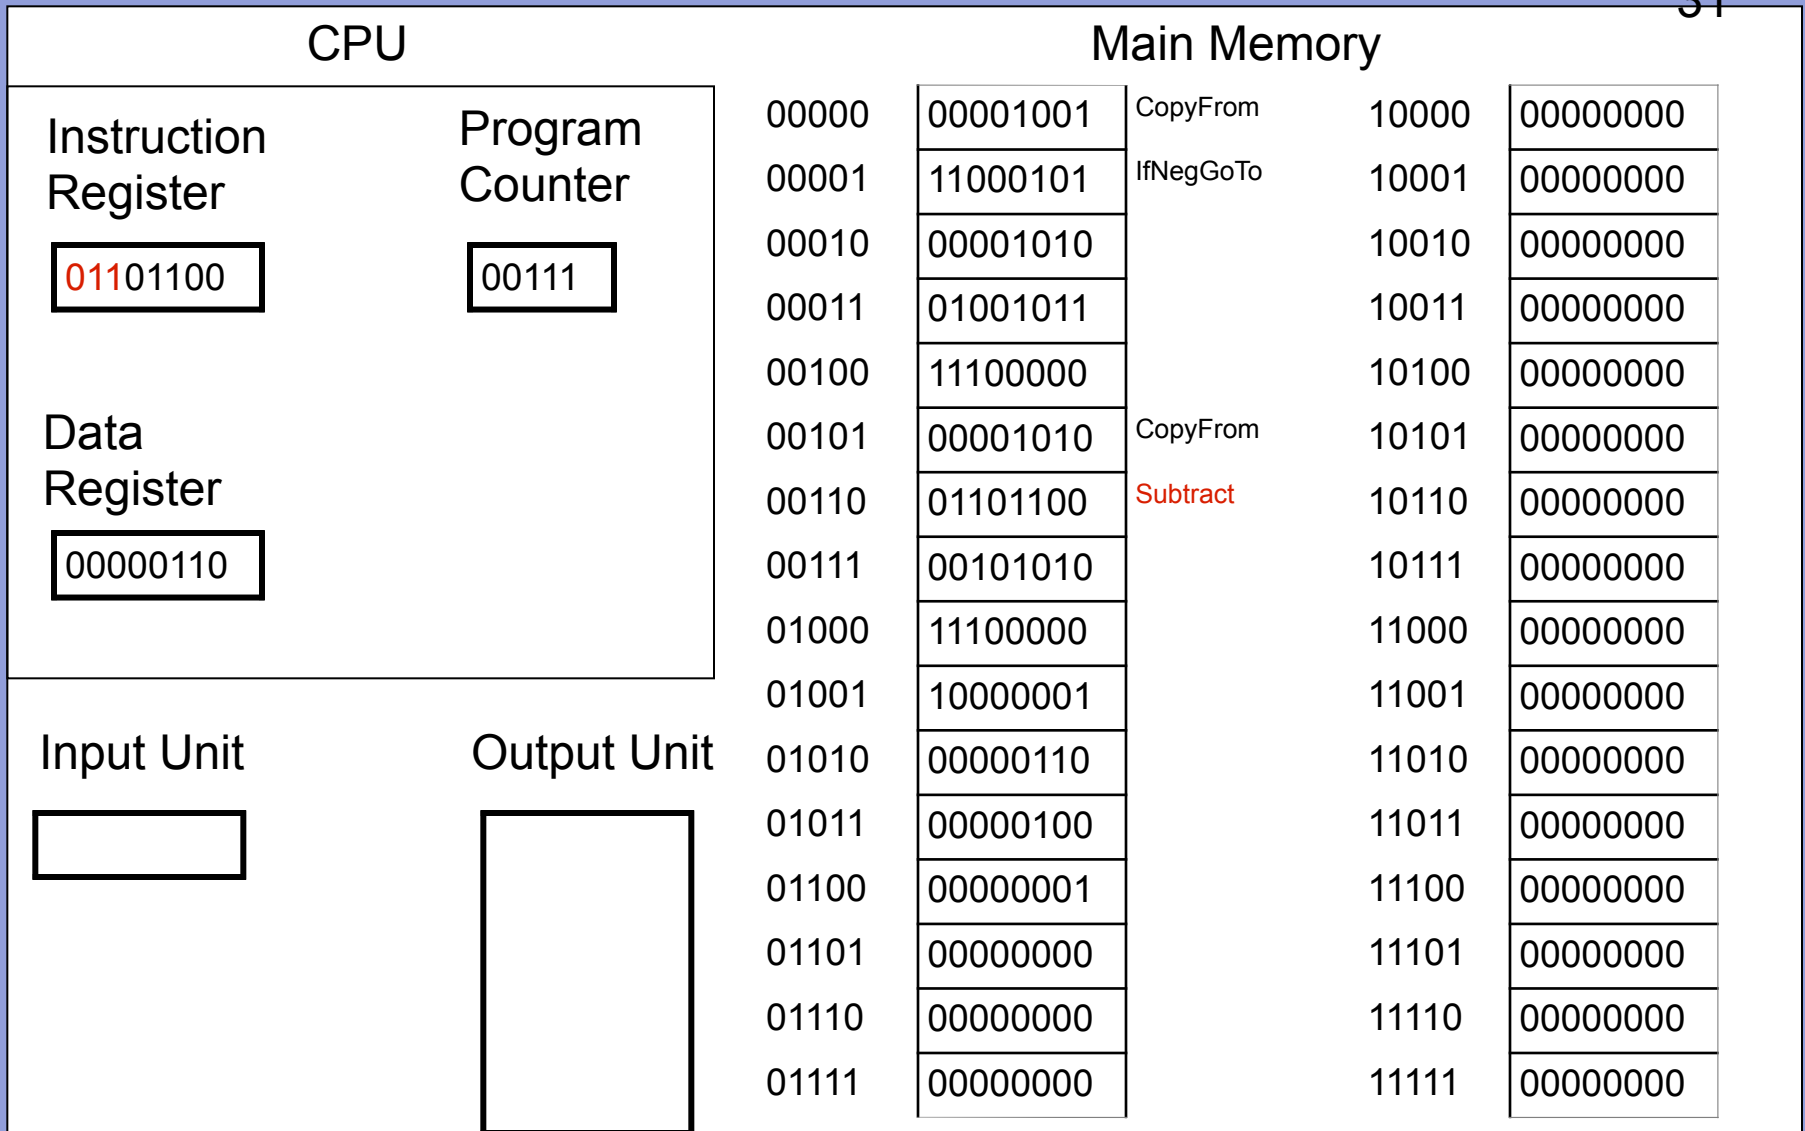 31
CPU
Main Memory
Instruction
Register
Program
Counter
01101100
00111
Data
Register
00000110
Input Unit
Output Unit
00000 00001001 CopyFrom 10000 00000000
00001 11000101 IfNegGoTo 10001 00000000
00010 00001010 10010 00000000
00011 01001011 10011 00000000
00100 11100000 10100 00000000
00101 00001010 CopyFrom 10101 00000000
00110 01101100 Subtract 10110 00000000
00111 00101010 10111 00000000
01000 11100000 11000 00000000
01001 10000001 11001 00000000
01010 00000110 11010 00000000
01011 00000100 11011 00000000
01100 00000001 11100 00000000
01101 00000000 11101 00000000
01110 00000000 11110 00000000
01111 00000000 11111 00000000